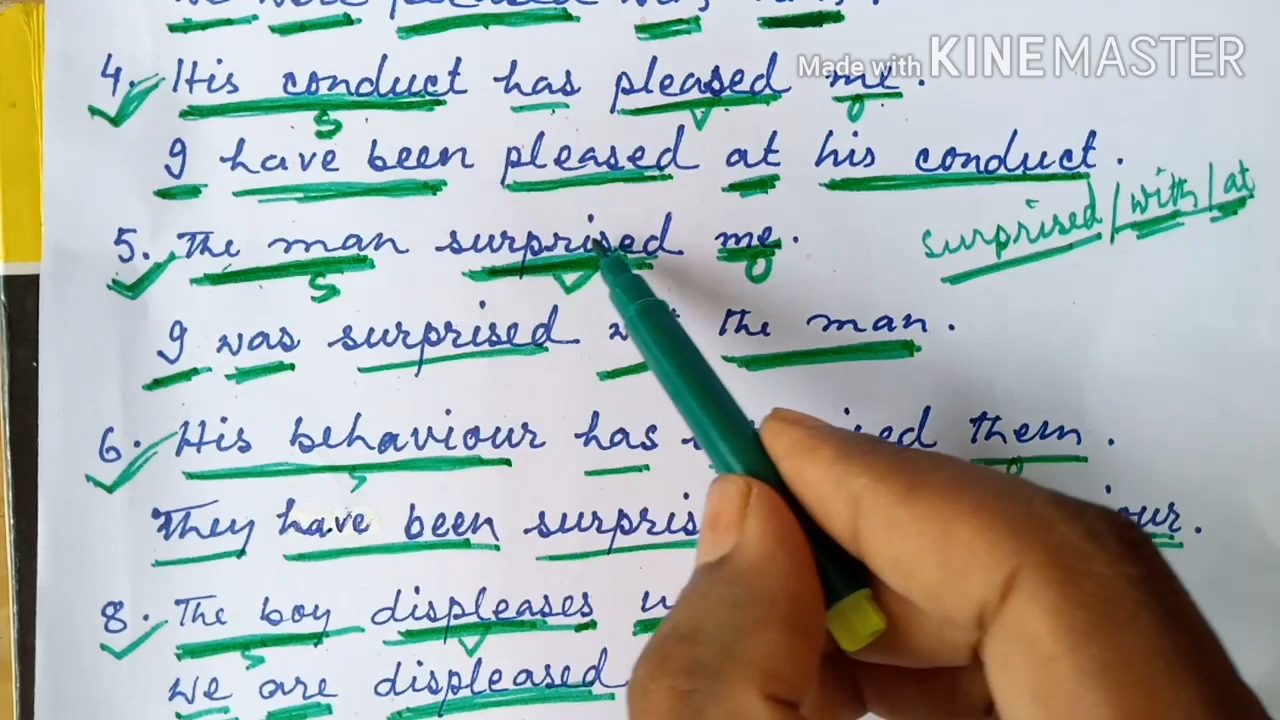 Made with KINEMASTER
4. His conduct has pleased me.
S V O
I have been pleased at his conduct.
surprised/with/at
5. The man surprised me.
S V O
I was surprised the man.
6. His behaviour has them.
S O
They have been
8. The boy displeases
S V
we are displeased